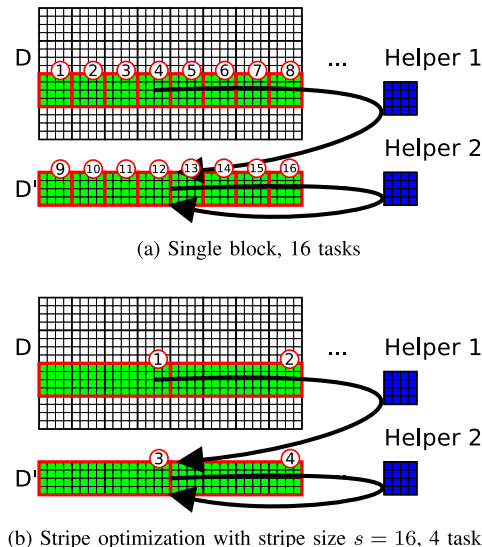 D 1 2 3 4 5 6 7 8 ... Helper 1
D' 9 10 11 12 13 14 15 16 Helper 2
(a) Single block, 16 tasks
D 1 2 ... Helper 1
D' 3 4 ... Helper 2
(b) Stripe optimization with stripe size s = 16, 4 task